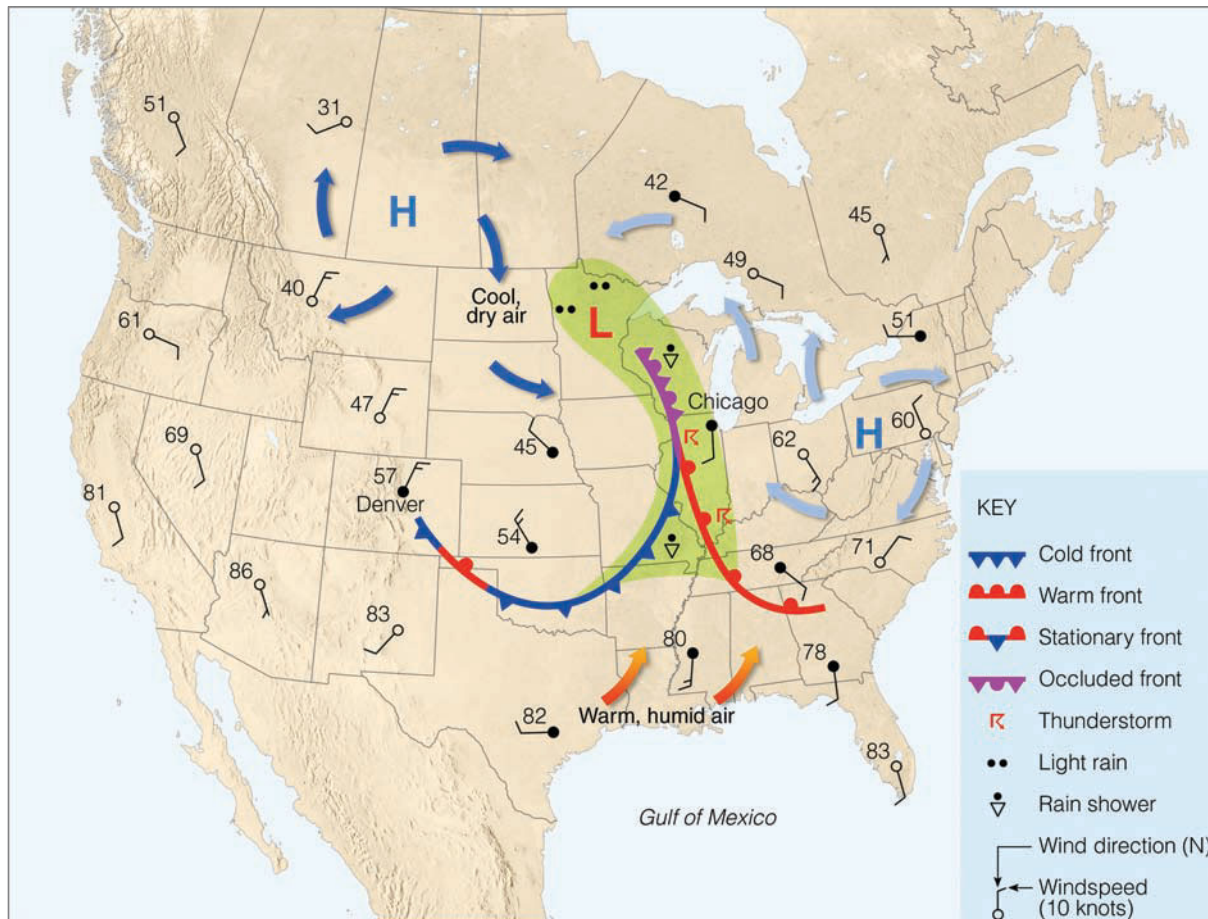 51
31
H
42
45
49
40
Cool,
dry air
L
61
51
47
Chicago
69
45
62
60
H
57
Denver
81
54
68
71
86
83
80
78
82
Warm, humid air
83
Gulf of Mexico
KEY
Cold front
Warm front
Stationary front
Occluded front
Thunderstorm
Light rain
Rain shower
Wind direction (N)
Windspeed
(10 knots)